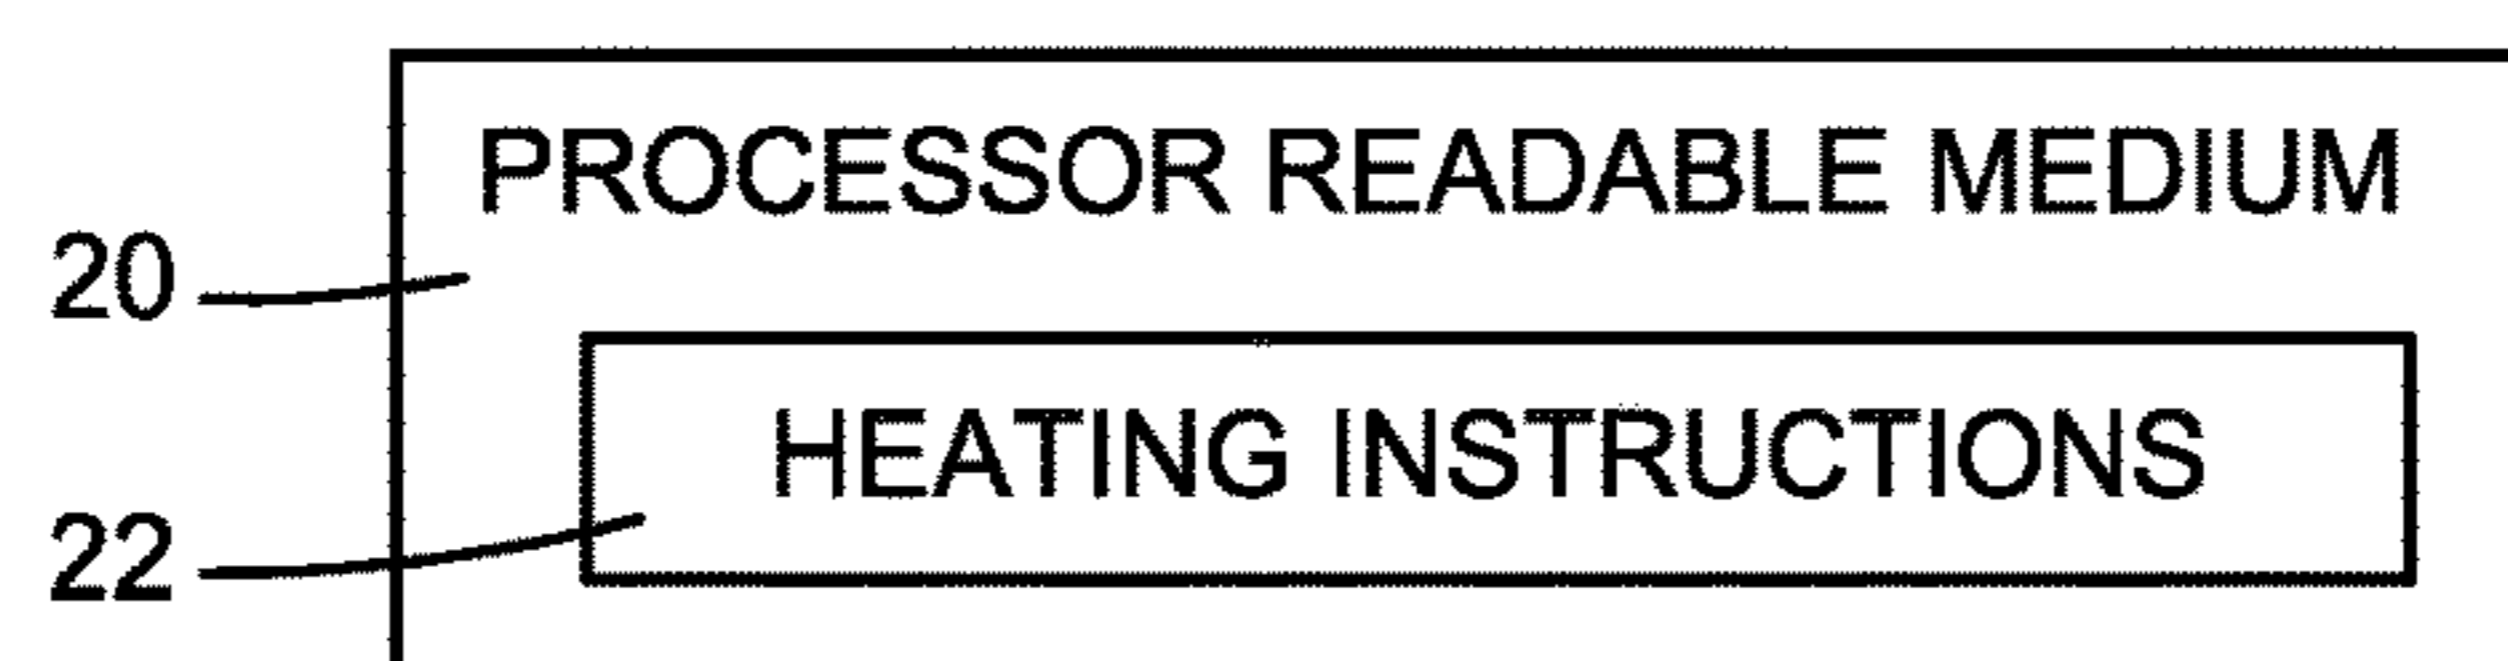 PROCESSOR READABLE MEDIUM
20
HEATING INSTRUCTIONS
22